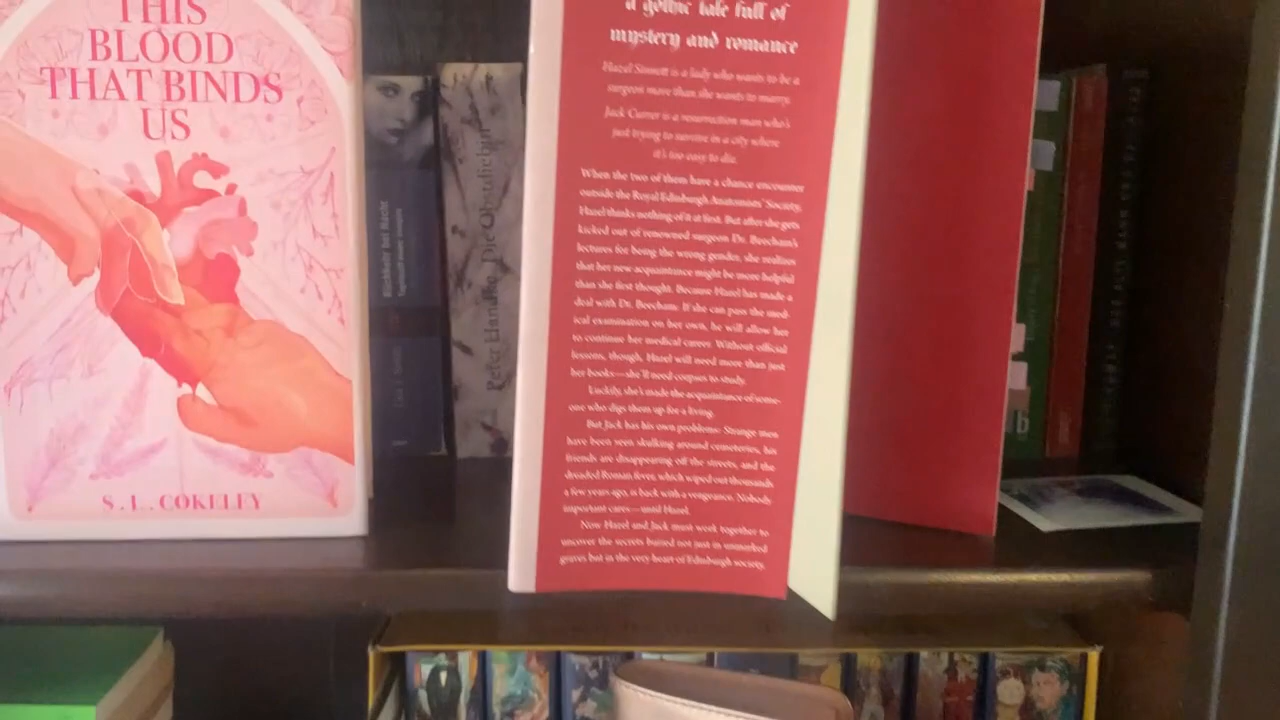 THIS
BLOOD
THAT BINDS
US
S. L. COKELEY
Rückkehr bei Nacht
Peter Handke Die Obstdiebin
a gothic tale full of
mystery and romance
Hazel Sinnett is a lady who wants to be a
surgeon more than she wants to marry.
Jack Currer is a resurrection man who's
just trying to survive in a city where
it's too easy to die.
When the two of them have a chance encounter
outside the Royal Edinburgh Anatomists' Society,
Hazel thinks nothing of it at first. But after she gets
kicked out of renowned surgeon Dr. Beecham's
lectures for being the wrong gender, she realizes
that her new acquaintance might be more helpful
than she first thought. Because Hazel has made a
deal with Dr. Beecham: If she can pass the med-
ical examination on her own, he will allow her
to continue her medical career. Without official
lessons, though, Hazel will need more than just
her books—she'll need corpses to study.
Luckily, she's made the acquaintance of some-
one who digs them up for a living.
But Jack has his own problems: Strange men
have been seen skulking around cemeteries, his
friends are disappearing off the streets, and the
dreaded Roman fever, which wiped out thousands
a few years ago, is back with a vengeance. Nobody
important cares—until Hazel.
Now Hazel and Jack must work together to
uncover the secrets buried not just in unmarked
graves but in the very heart of Edinburgh society.